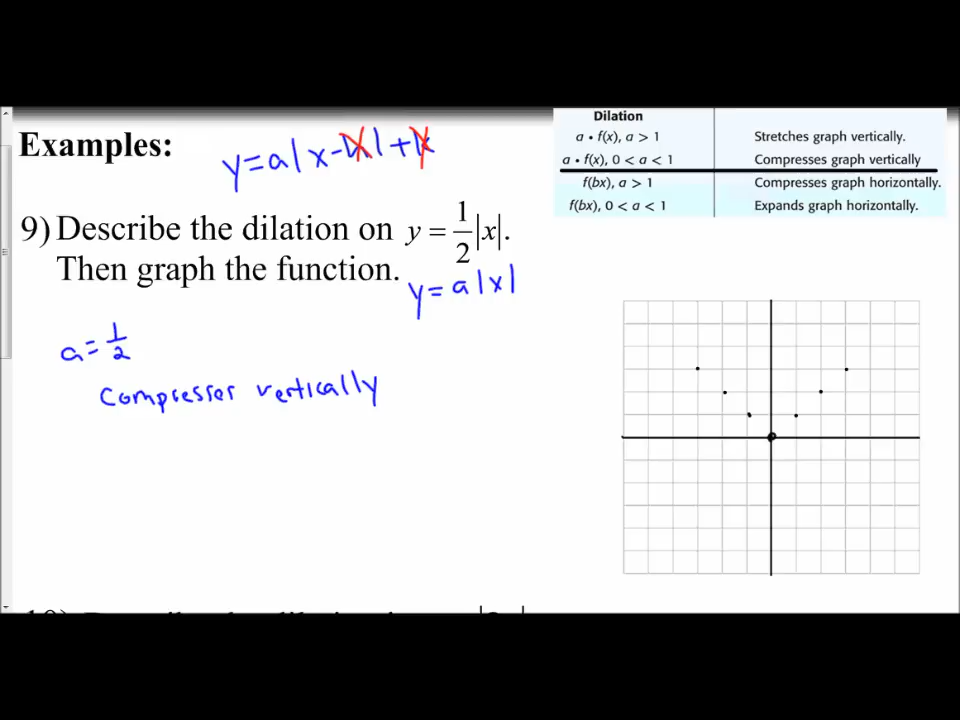 Examples:
y=a|x-h|+k
9) Describe the dilation on y = 1/2 |x|.
Then graph the function.
y=a|x|
a=1/2
Compresses vertically
Dilation
a • f(x), a > 1 Stretches graph vertically.
a • f(x), 0 < a < 1 Compresses graph vertically
f(bx), a > 1 Compresses graph horizontally.
f(bx), 0 < a < 1 Expands graph horizontally.